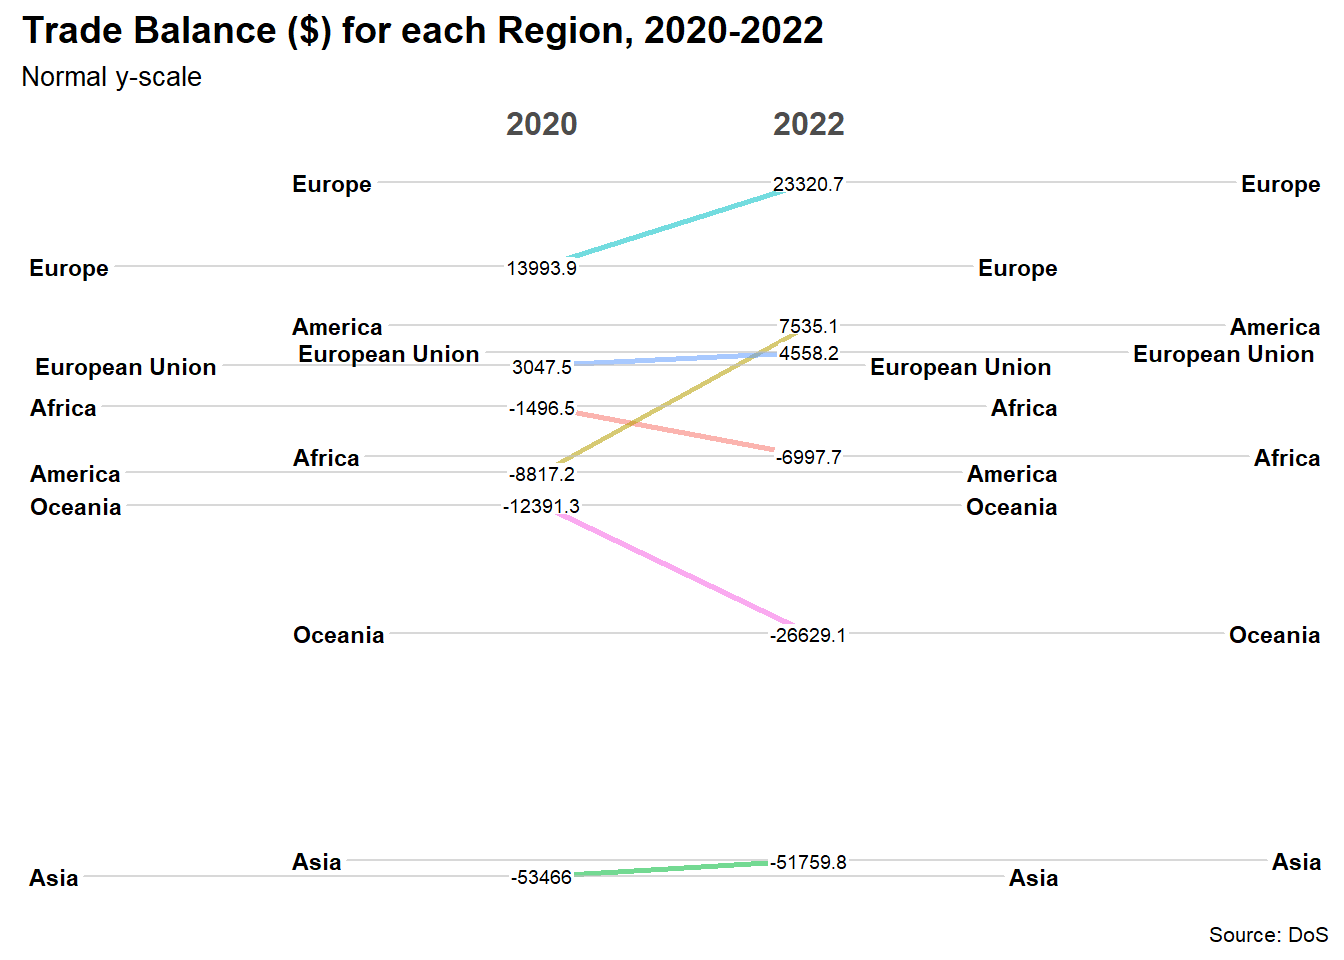 Trade Balance ($) for each Region, 2020-2022
Normal y-scale
2020 2022
Europe 23320.7 Europe
Europe 13993.9 Europe
America 7535.1 America
European Union 4558.2 European Union
European Union 3047.5 European Union
Africa -1496.5 Africa
Africa -6997.7 Africa
America -8817.2 America
Oceania -12391.3 Oceania
Oceania -26629.1 Oceania
Asia -51759.8 Asia
Asia -53466 Asia
Source: DoS